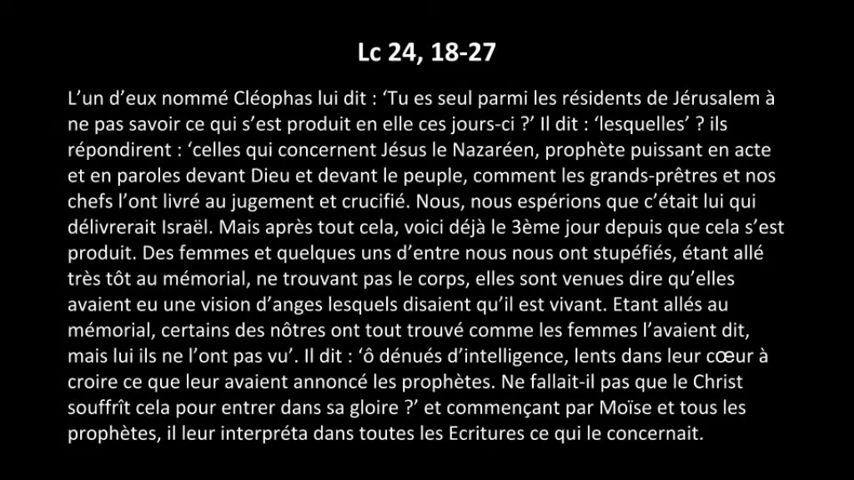 Lc 24, 18-27
L’un d’eux nommé Cléophas lui dit : ‘Tu es seul parmi les résidents de Jérusalem à
ne pas savoir ce qui s’est produit en elle ces jours-ci ?’ Il dit : ‘lesquelles’ ? ils
répondirent : ‘celles qui concernent Jésus le Nazaréen, prophète puissant en acte
et en paroles devant Dieu et devant le peuple, comment les grands-prêtres et nos
chefs l’ont livré au jugement et crucifié. Nous, nous espérions que c’était lui qui
délivrerait Israël. Mais après tout cela, voici déjà le 3ème jour depuis que cela s’est
produit. Des femmes et quelques uns d’entre nous nous ont stupéfiés, étant allé
très tôt au mémorial, ne trouvant pas le corps, elles sont venues dire qu’elles
avaient eu une vision d’anges lesquels disaient qu’il est vivant. Etant allés au
mémorial, certains des nôtres ont tout trouvé comme les femmes l’avaient dit,
mais lui ils ne l’ont pas vu’. Il dit : ‘ô dénués d’intelligence, lents dans leur cœur à
croire ce que leur avaient annoncé les prophètes. Ne fallait-il pas que le Christ
souffrît cela pour entrer dans sa gloire ?’ et commençant par Moïse et tous les
prophètes, il leur interpréta dans toutes les Ecritures ce qui le concernait.